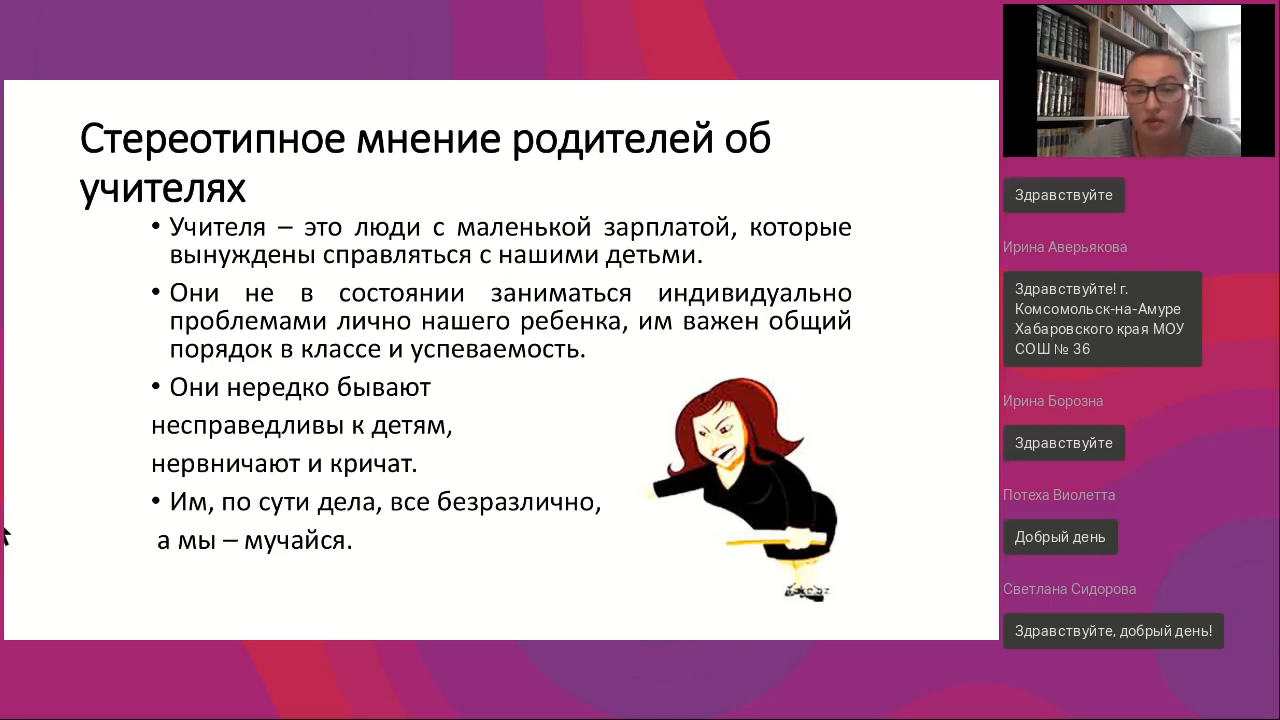 Стереотипное мнение родителей об
учителях
• Учителя – это люди с маленькой зарплатой, которые
вынуждены справляться с нашими детьми.
• Они не в состоянии заниматься индивидуально
проблемами лично нашего ребенка, им важен общий
порядок в классе и успеваемость.
• Они нередко бывают
несправедливы к детям,
нервничают и кричат.
• Им, по сути дела, все безразлично,
а мы – мучайся.
Здравствуйте
Ирина Аверьякова
Здравствуйте! г.
Комсомольск-на-Амуре
Хабаровского края МОУ
СОШ № 36
Ирина Борозна
Здравствуйте
Потеха Виолетта
Добрый день
Светлана Сидорова
Здравствуйте, добрый день!